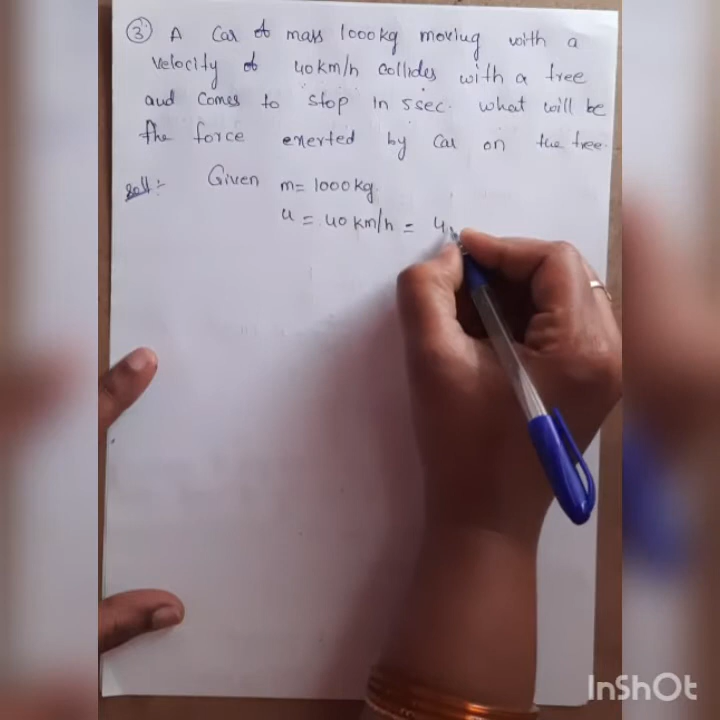 ③ A car of mass 1000kg moving with a
velocity of 40km/h collides with a tree
and comes to stop in 5sec. what will be
the force exerted by car on the tree.
Sol:- Given m= 1000kg.
u = 40 km/h = 4
InShOt